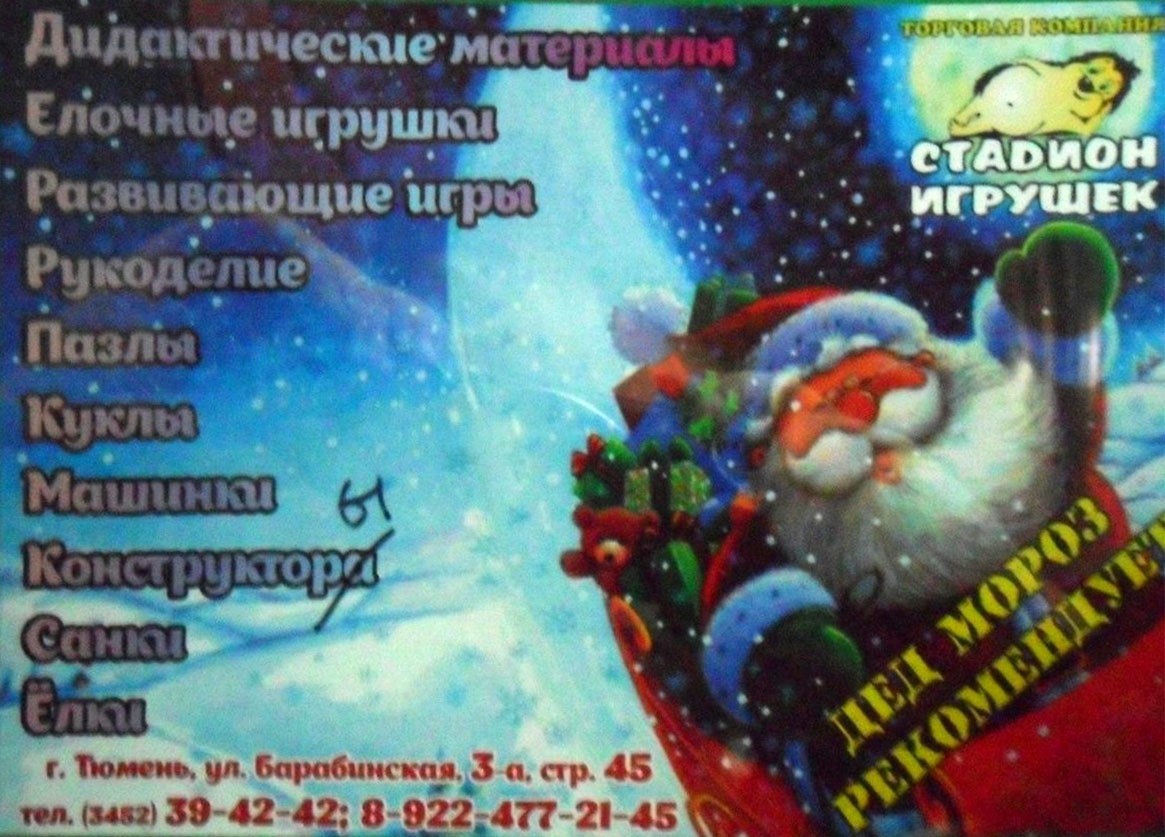 Дидактические материалы
Елочные игрушки
Развивающие игры
Рукоделие
Пазлы
Куклы
Машинки
ы
Конструктора
Санки
Ёлки
г. Тюмень, ул. Барабинская, 3-а, стр. 45
тел. (3452) 39-42-42; 8-922-477-21-45
ТОРГОВАЯ КОМПАНИЯ
СТАДИОН
ИГРУШЕК
ДЕД МОРОЗ
РЕКОМЕНДУЕТ